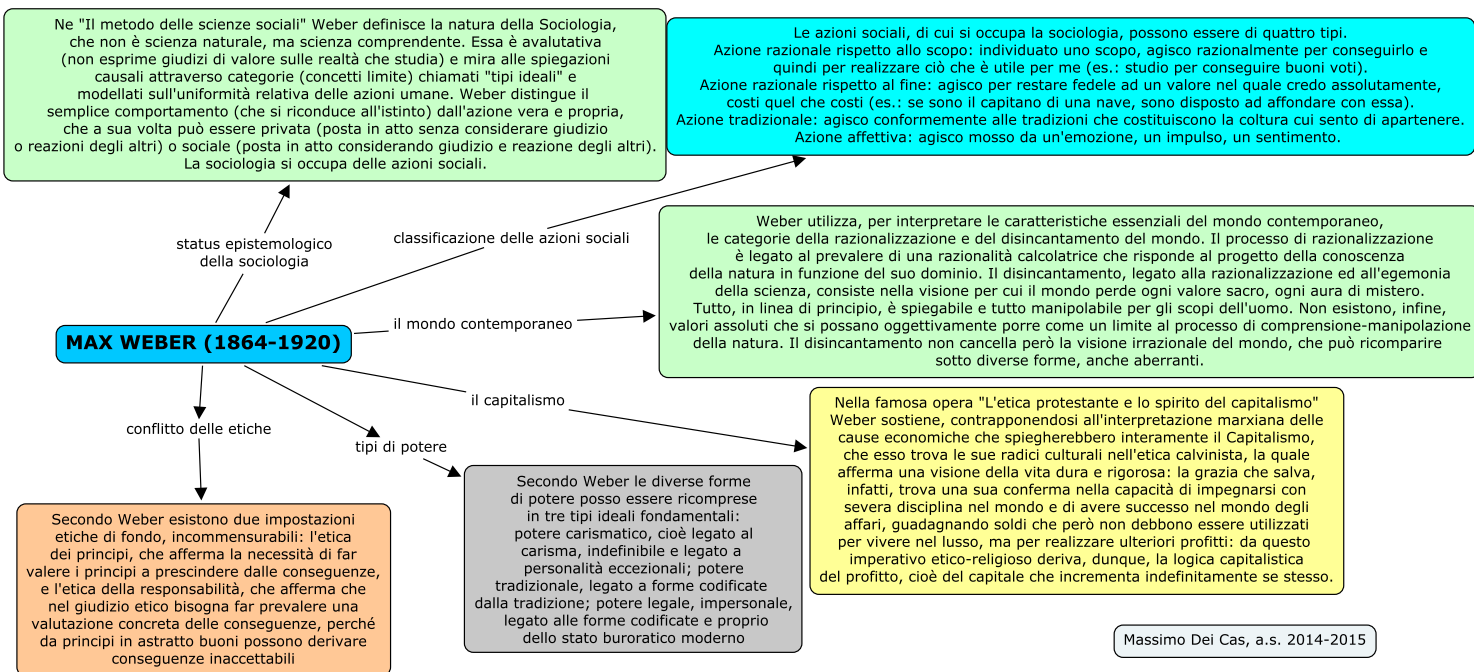 Ne "Il metodo delle scienze sociali" Weber definisce la natura della Sociologia,
che non è scienza naturale, ma scienza comprendente. Essa è avalutativa
(non esprime giudizi di valore sulle realtà che studia) e mira alle spiegazioni
causali attraverso categorie (concetti limite) chiamati "tipi ideali" e
modellati sull'uniformità relativa delle azioni umane. Weber distingue il
semplice comportamento (che si riconduce all'istinto) dall'azione vera e propria,
che a sua volta può essere privata (posta in atto senza considerare giudizio
o reazioni degli altri) o sociale (posta in atto considerando giudizio e reazione degli altri).
La sociologia si occupa delle azioni sociali.
Le azioni sociali, di cui si occupa la sociologia, possono essere di quattro tipi.
Azione razionale rispetto allo scopo: individuato uno scopo, agisco razionalmente per conseguirlo e
quindi per realizzare ciò che è utile per me (es.: studio per conseguire buoni voti).
Azione razionale rispetto al fine: agisco per restare fedele ad un valore nel quale credo assolutamente,
costi quel che costi (es.: se sono il capitano di una nave, sono disposto ad affondare con essa).
Azione tradizionale: agisco conformemente alle tradizioni che costituiscono la coltura cui sento di apartenere.
Azione affettiva: agisco mosso da un'emozione, un impulso, un sentimento.
status epistemologico
della sociologia
classificazione delle azioni sociali
Weber utilizza, per interpretare le caratteristiche essenziali del mondo contemporaneo,
le categorie della razionalizzazione e del disincantamento del mondo. Il processo di razionalizzazione
è legato al prevalere di una razionalità calcolatrice che risponde al progetto della conoscenza
della natura in funzione del suo dominio. Il disincantamento, legato alla razionalizzazione ed all'egemonia
della scienza, consiste nella visione per cui il mondo perde ogni valore sacro, ogni aura di mistero.
Tutto, in linea di principio, è spiegabile e tutto manipolabile per gli scopi dell'uomo. Non esistono, infine,
valori assoluti che si possano oggettivamente porre come un limite al processo di comprensione-manipolazione
della natura. Il disincantamento non cancella però la visione irrazionale del mondo, che può ricomparire
sotto diverse forme, anche aberranti.
MAX WEBER (1864-1920)
il mondo contemporaneo
il capitalismo
conflitto delle etiche
tipi di potere
Nella famosa opera "L'etica protestante e lo spirito del capitalismo"
Weber sostiene, contrapponendosi all'interpretazione marxiana delle
cause economiche che spiegherebbero interamente il Capitalismo,
che esso trova le sue radici culturali nell'etica calvinista, la quale
afferma una visione della vita dura e rigorosa: la grazia che salva,
infatti, trova una sua conferma nella capacità di impegnarsi con
severa disciplina nel mondo e di avere successo nel mondo degli
affari, guadagnando soldi che però non debbono essere utilizzati
per vivere nel lusso, ma per realizzare ulteriori profitti: da questo
imperativo etico-religioso deriva, dunque, la logica capitalistica
del profitto, cioè del capitale che incrementa indefinitamente se stesso.
Secondo Weber le diverse forme
di potere posso essere ricomprese
in tre tipi ideali fondamentali:
potere carismatico, cioè legato al
carisma, indefinibile e legato a
personalità eccezionali; potere
tradizionale, legato a forme codificate
dalla tradizione; potere legale, impersonale,
legato alle forme codificate e proprio
dello stato buroratico moderno
Secondo Weber esistono due impostazioni
etiche di fondo, incommensurabili: l'etica
dei principi, che afferma la necessità di far
valere i principi a prescindere dalle conseguenze,
e l'etica della responsabilità, che afferma che
nel giudizio etico bisogna far prevalere una
valutazione concreta delle conseguenze, perché
da principi in astratto buoni possono derivare
conseguenze inaccettabili
Massimo Dei Cas, a.s. 2014-2015